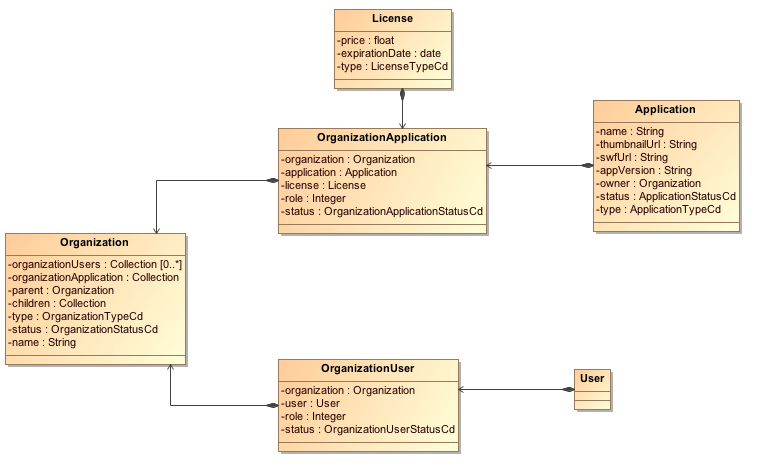 License
-price : float
-expirationDate : date
-type : LicenseTypeCd
OrganizationApplication
-organization : Organization
-application : Application
-license : License
-role : Integer
-status : OrganizationApplicationStatusCd
Application
-name : String
-thumbnailUrl : String
-swfUrl : String
-appVersion : String
-owner : Organization
-status : ApplicationStatusCd
-type : ApplicationTypeCd
Organization
-organizationUsers : Collection [0..*]
-organizationApplication : Collection
-parent : Organization
-children : Collection
-type : OrganizationTypeCd
-status : OrganizationStatusCd
-name : String
OrganizationUser
-organization : Organization
-user : User
-role : Integer
-status : OrganizationUserStatusCd
User